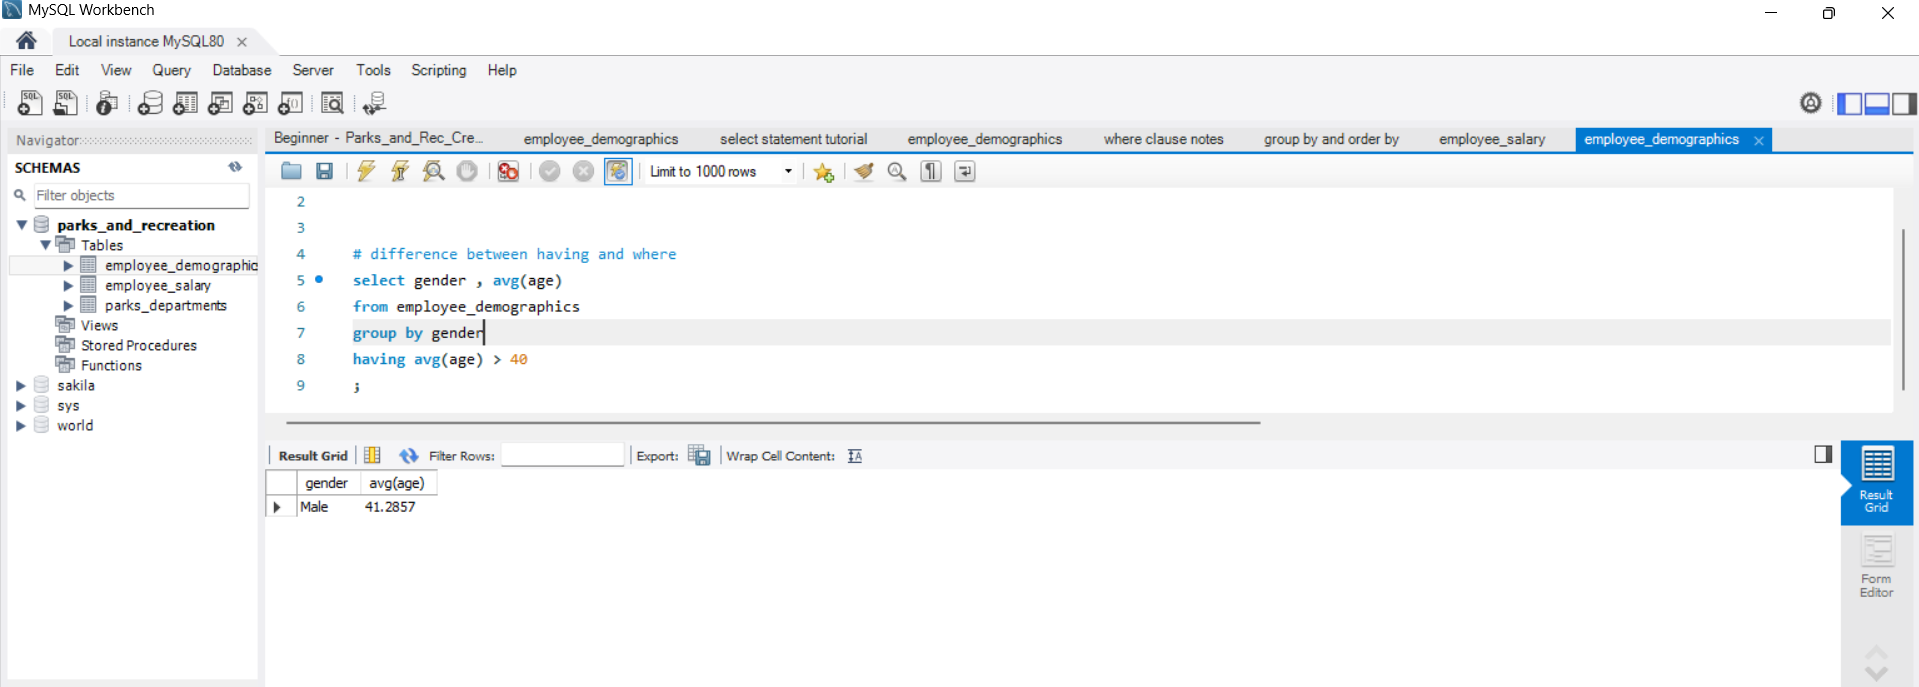 MySQL Workbench
Local instance MySQL80
File Edit View Query Database Server Tools Scripting Help
Navigator
SCHEMAS
Filter objects
parks_and_recreation
Tables
employee_demographic
employee_salary
parks_departments
Views
Stored Procedures
Functions
sakila
sys
world
Beginner - Parks_and_Rec_Cre... employee_demographics select statement tutorial employee_demographics where clause notes group by and order by employee_salary employee_demographics
Limit to 1000 rows
2
3
4 # difference between having and where
5 select gender , avg(age)
6 from employee_demographics
7 group by gender
8 having avg(age) > 40
9 ;
Result Grid Filter Rows: Export: Wrap Cell Content:
gender avg(age)
Male 41.2857
Result
Grid
Form
Editor